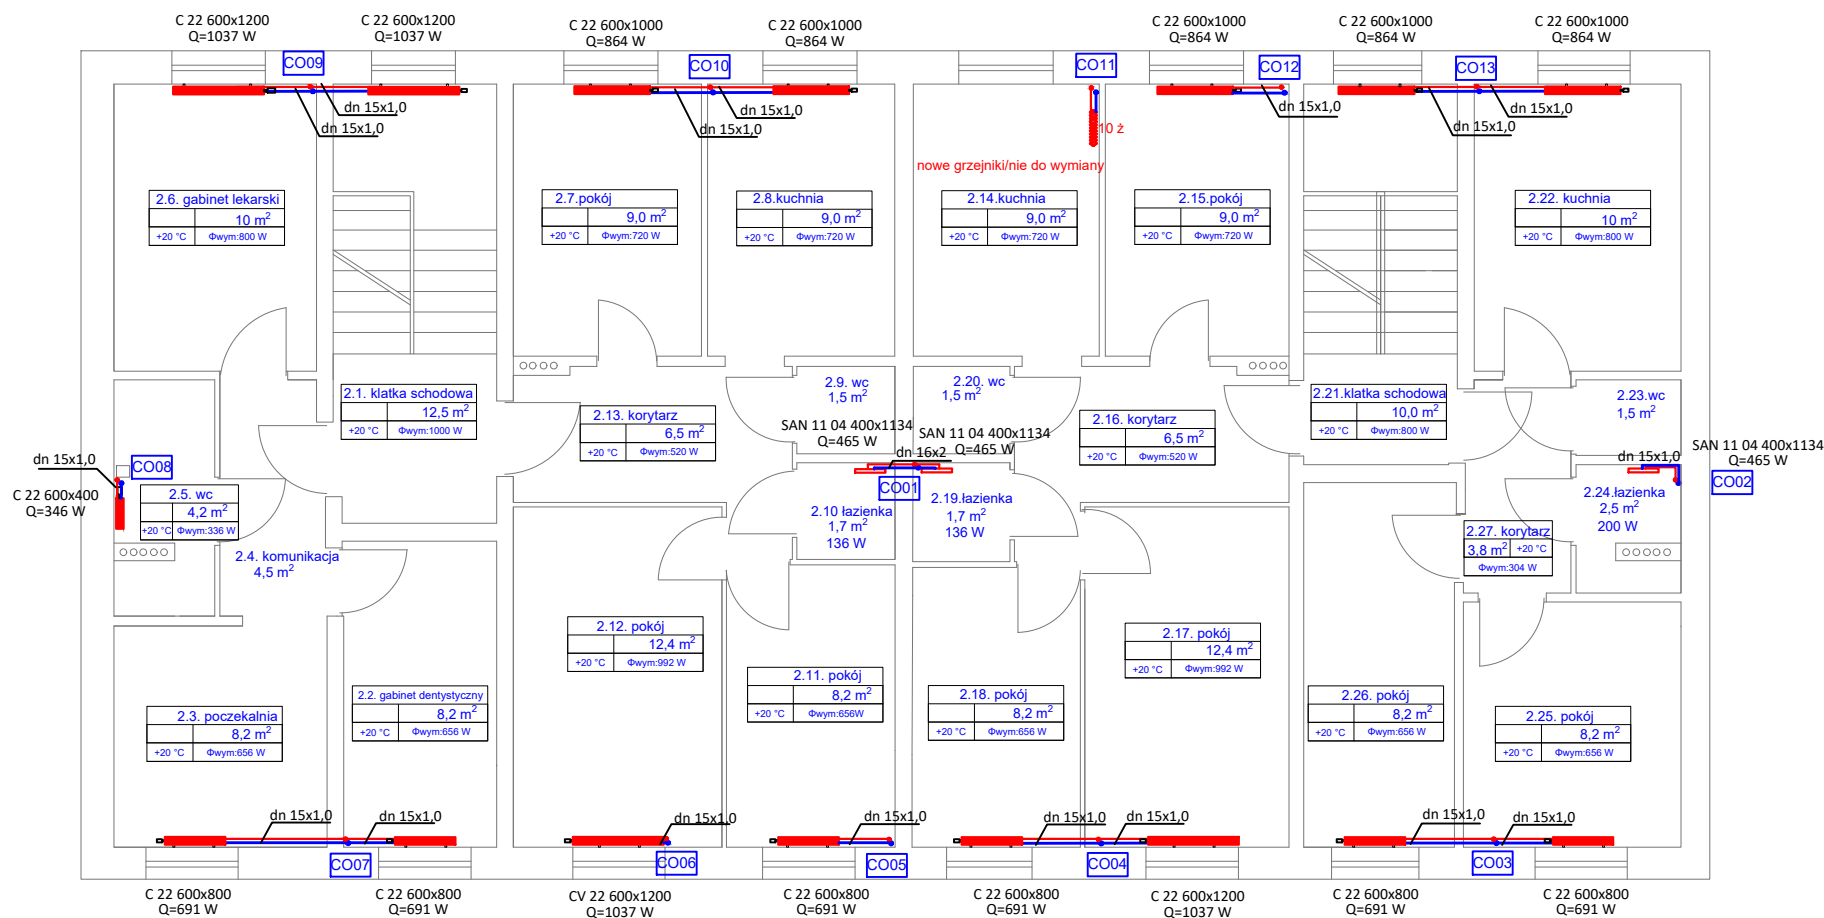 C 22 600x1200
Q=1037 W
C 22 600x1200
Q=1037 W
C 22 600x1000
Q=864 W
C 22 600x1000
Q=864 W
C 22 600x1000
Q=864 W
C 22 600x1000
Q=864 W
C 22 600x1000
Q=864 W
CO09
CO10
CO11
CO12
CO13
dn 15x1,0
dn 15x1,0
dn 15x1,0
dn 15x1,0
dn 15x1,0
dn 15x1,0
dn 15x1,0
10 ż
nowe grzejniki/nie do wymiany
2.6. gabinet lekarski
10 m²
+20 °C Φwym:800 W
2.7.pokój
9,0 m²
+20 °C Φwym:720 W
2.8.kuchnia
9,0 m²
+20 °C Φwym:720 W
2.14.kuchnia
9,0 m²
+20 °C Φwym:720 W
2.15.pokój
9,0 m²
+20 °C Φwym:720 W
2.22. kuchnia
10 m²
+20 °C Φwym:800 W
2.1. klatka schodowa
12,5 m²
+20 °C Φwym:1000 W
2.13. korytarz
6,5 m²
+20 °C Φwym:520 W
2.9. wc
1,5 m²
2.20. wc
1,5 m²
2.16. korytarz
6,5 m²
+20 °C Φwym:520 W
2.21.klatka schodowa
10,0 m²
+20 °C Φwym:800 W
2.23.wc
1,5 m²
SAN 11 04 400x1134
Q=465 W
SAN 11 04 400x1134
Q=465 W
dn 16x2
CO01
SAN 11 04 400x1134
Q=465 W
dn 15x1,0
CO02
dn 15x1,0
CO08
C 22 600x400
Q=346 W
2.5. wc
4,2 m²
+20 °C Φwym:336 W
2.4. komunikacja
4,5 m²
2.10 łazienka
1,7 m²
136 W
2.19.łazienka
1,7 m²
136 W
2.24.łazienka
2,5 m²
200 W
2.27. korytarz
3,8 m² +20 °C
Φwym:304 W
2.12. pokój
12,4 m²
+20 °C Φwym:992 W
2.17. pokój
12,4 m²
+20 °C Φwym:992 W
2.11. pokój
8,2 m²
+20 °C Φwym:656W
2.3. poczekalnia
8,2 m²
+20 °C Φwym:656 W
2.2. gabinet dentystyczny
8,2 m²
+20 °C Φwym:656 W
2.18. pokój
8,2 m²
+20 °C Φwym:656 W
2.26. pokój
8,2 m²
+20 °C Φwym:656 W
2.25. pokój
8,2 m²
+20 °C Φwym:656 W
dn 15x1,0
dn 15x1,0
dn 15x1,0
dn 15x1,0
dn 15x1,0
dn 15x1,0
dn 15x1,0
dn 15x1,0
CO07
CO06
CO05
CO04
CO03
C 22 600x800
Q=691 W
C 22 600x800
Q=691 W
CV 22 600x1200
Q=1037 W
C 22 600x800
Q=691 W
C 22 600x800
Q=691 W
C 22 600x1200
Q=1037 W
C 22 600x800
Q=691 W
C 22 600x800
Q=691 W